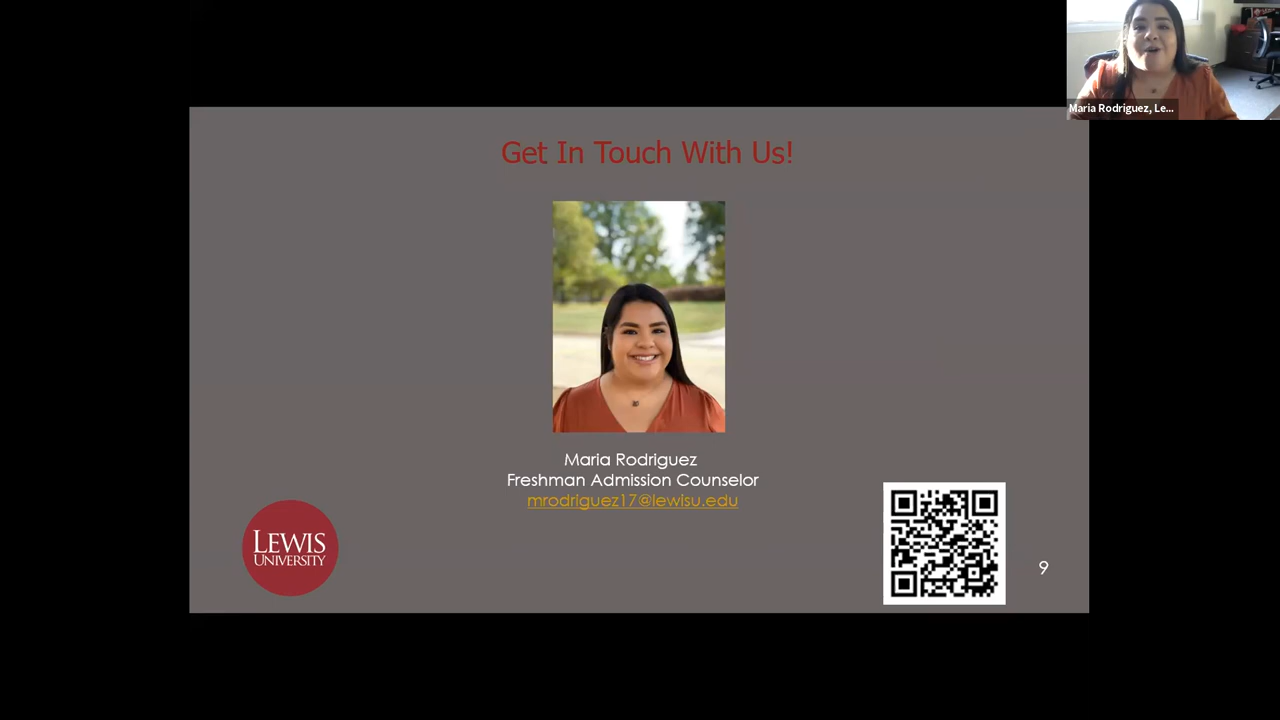 Maria Rodriguez, Le...
Get In Touch With Us!
Maria Rodriguez
Freshman Admission Counselor
mrodriguez17@lewisu.edu
LEWIS
UNIVERSITY
9